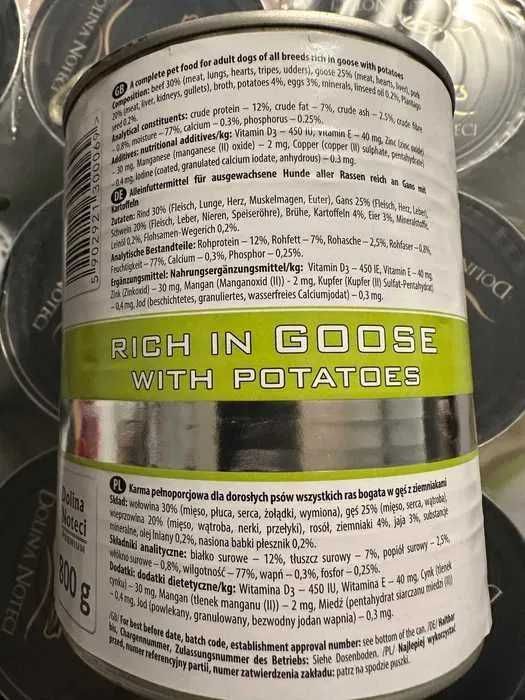 GB A complete pet food for adult dogs of all breeds rich in goose with potatoes
Composition: beef 30% (meat, lungs, hearts, tripes, udders), goose 25% (meat, hearts, liver), pork
20% (meat, liver, kidneys, gullets), broth, potatoes 4%, eggs 3%, minerals, linseed oil 0.2%, Plantago
seed 0.2%.
Analytical constituents: crude protein – 12%, crude fat – 7%, crude ash – 2.5%, crude fibre
– 0.8%, moisture – 77%, calcium – 0.3%, phosphorus – 0.25%.
Additives: nutritional additives/kg: Vitamin D3 – 450 IU, Vitamin E – 40 mg, Zinc (zinc oxide)
– 30 mg, Manganese (manganese (II) oxide) – 2 mg, Copper (copper (II) sulphate, pentahydrate)
– 0.4 mg, Iodine (coated, granulated calcium iodate, anhydrous) – 0.3 mg.
DE Alleinfuttermittel für ausgewachsene Hunde aller Rassen reich an Gans mit
Kartoffeln
Zutaten: Rind 30% (Fleisch, Lunge, Herz, Muskelmagen, Euter), Gans 25% (Fleisch, Herz, Leber),
Schwein 20% (Fleisch, Leber, Nieren, Speiseröhre), Brühe, Kartoffeln 4%, Eier 3%, Mineralstoffe,
Leinöl 0,2%, Flohsamen-Wegerich 0,2%.
Analytische Bestandteile: Rohprotein – 12%, Rohfett – 7%, Rohasche – 2,5%, Rohfaser – 0,8%,
Feuchtigkeit – 77%, Calcium – 0,3%, Phosphor – 0,25%.
Ergänzungsmittel: Nahrungsergänzungsmittel/kg: Vitamin D3 – 450 IE, Vitamin E – 40 mg,
Zink (Zinkoxid) – 30 mg, Mangan (Manganoxid (II)) - 2 mg, Kupfer (Kupfer (II) Sulfat-Pentahydrat)
– 0,4 mg, Jod (beschichtetes, granuliertes, wasserfreies Calciumjodat) – 0,3 mg.
5902921300067
RICH IN GOOSE
WITH POTATOES
PL Karma pełnoporcjowa dla dorosłych psów wszystkich ras bogata w gęś z ziemniakami
Skład: wołowina 30% (mięso, płuca, serca, żołądki, wymiona), gęś 25% (mięso, serca, wątroba),
wieprzowina 20% (mięso, wątroba, nerki, przełyki), rosół, ziemniaki 4%, jaja 3%, substancje
mineralne, olej lniany 0,2%, nasiona babki płesznik 0,2%.
Składniki analityczne: białko surowe – 12%, tłuszcz surowy – 7%, popiół surowy – 2,5%,
włókno surowe – 0,8%, wilgotność – 77%, wapń – 0,3%, fosfor – 0,25%.
Dodatki: dodatki dietetyczne/kg: Witamina D3 – 450 IU, Witamina E – 40 mg, Cynk (tlenek
cynku) – 30 mg, Mangan (tlenek manganu (II)) – 2 mg, Miedź (pentahydrat siarczanu miedzi (II))
– 0,4 mg, Jod (powlekany, granulowany, bezwodny jodan wapnia) – 0,3 mg.
/GB/ For best before date, batch code, establishment approval number: see bottom of the can. /DE/ Haltbar
bis, Chargennummer, Zulassungsnummer des Betriebs: Siehe Dosenboden. /PL/ Najlepiej wykorzystać
przed, numer referencyjny partii, numer zatwierdzenia zakładu: patrz na spodzie puszki.
Dolina
Noteci
PREMIUM
800 g
DOLINA NOTECI
DOLINA NOTECI
DOLINA NOTECI